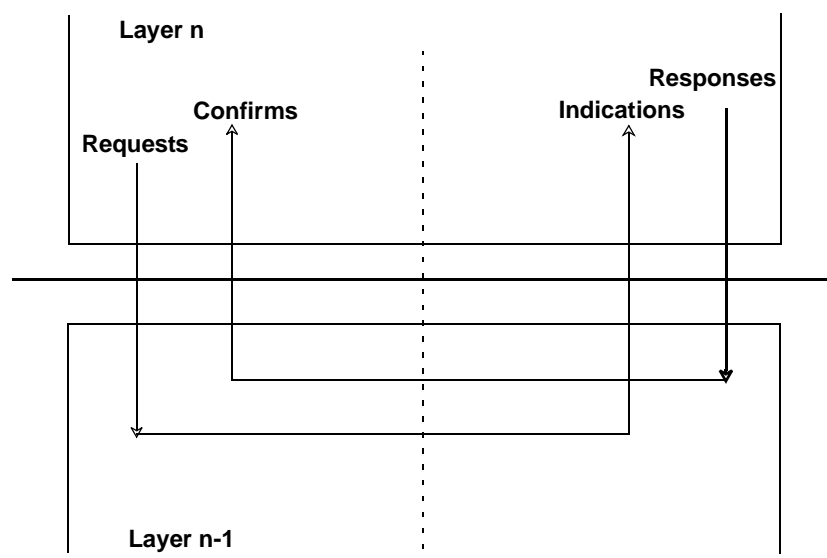 Layer n
Responses
Confirms
Indications
Requests
Layer n-1